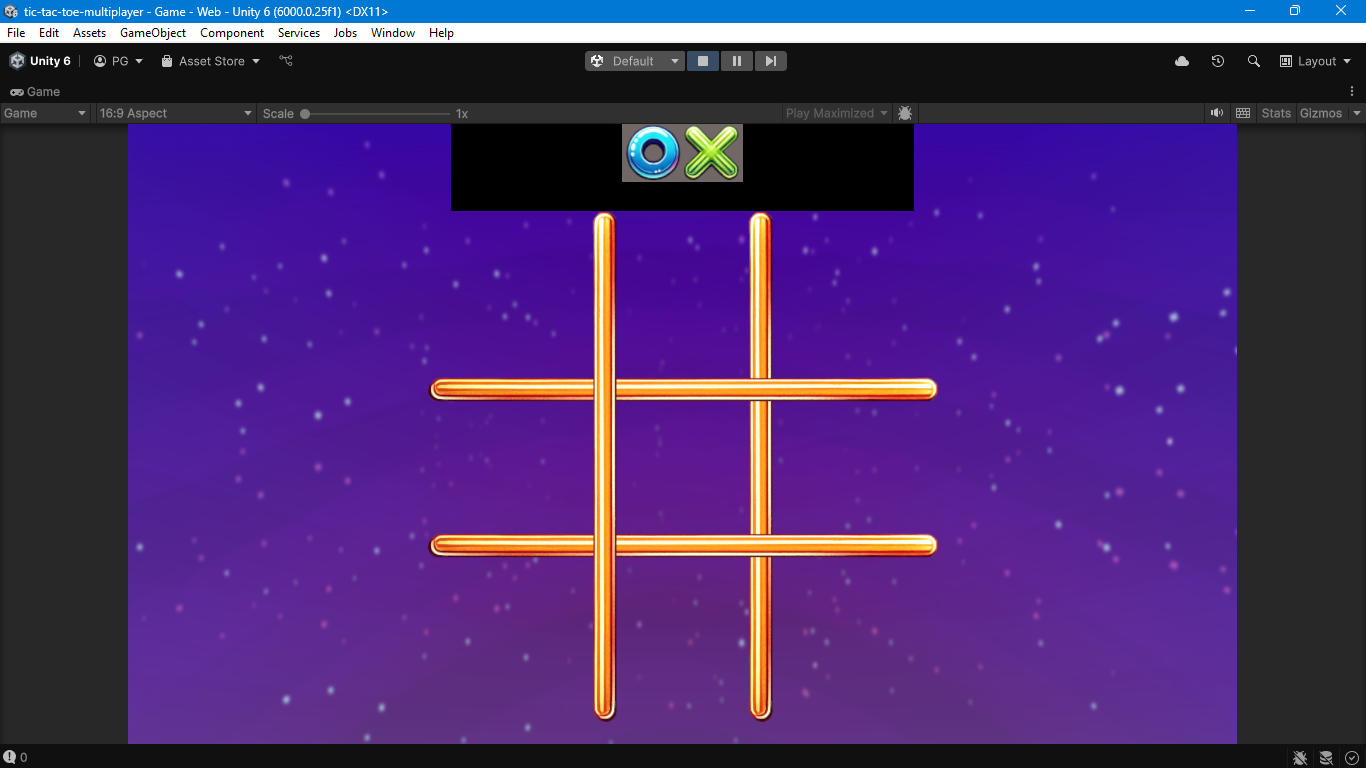 tic-tac-toe-multiplayer - Game - Web - Unity 6 (6000.0.25f1) <DX11>
File Edit Assets GameObject Component Services Jobs Window Help
Unity 6 PG Asset Store Default Layout
Game
Game 16:9 Aspect Scale 1x Play Maximized Stats Gizmos
O X
0